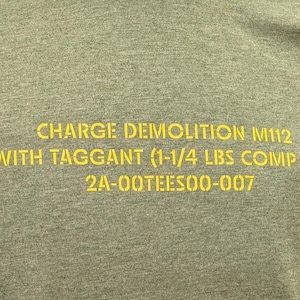 CHARGE DEMOLITION M112
WITH TAGGANT (1-1/4 LBS COMP
2A-00TEES00-007